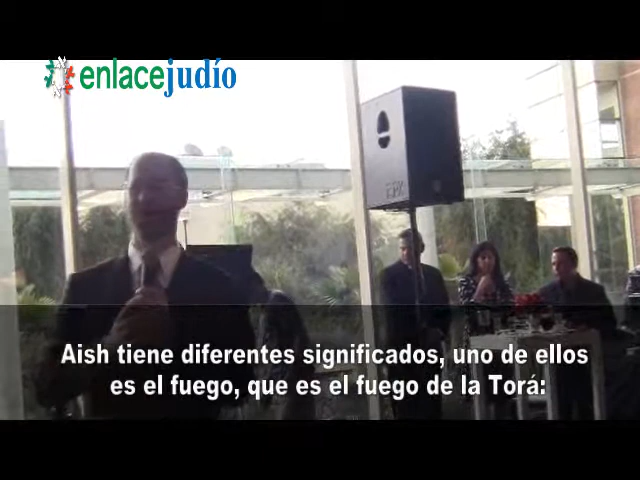 enlacejudío
Aish tiene diferentes significados, uno de ellos
es el fuego, que es el fuego de la Torá: